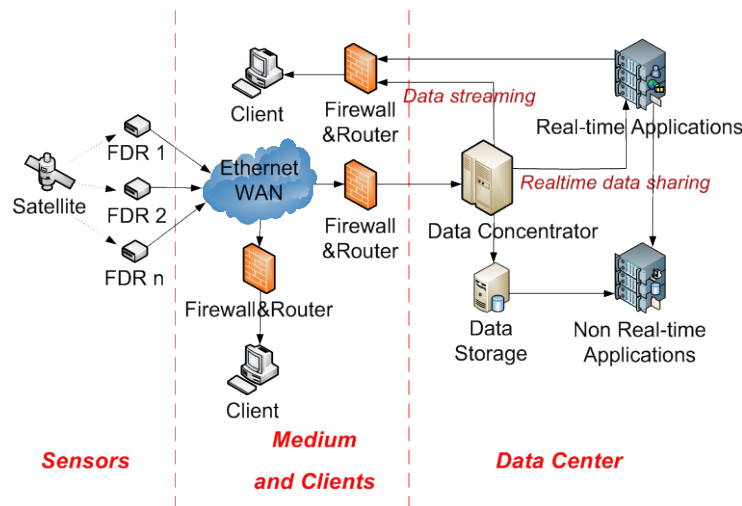 Client
Firewall
&Router
Data streaming
Real-time Applications
FDR 1
Ethernet
WAN
Satellite
FDR 2
Firewall
&Router
Realtime data sharing
Data Concentrator
FDR n
Firewall&Router
Data
Storage
Non Real-time
Applications
Client
Sensors
Medium
and Clients
Data Center